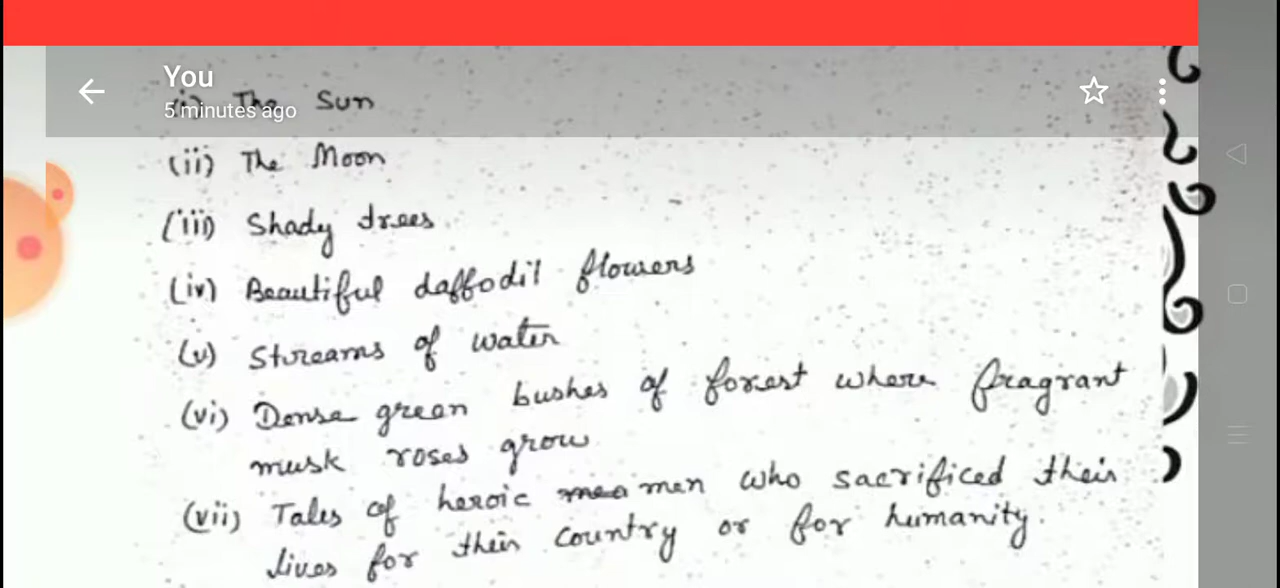 You
5 minutes ago
(i) The Sun
(ii) The Moon
(iii) Shady trees
(iv) Beautiful daffodil flowers
(v) Streams of water
(vi) Dense green bushes of forest where fragrant
musk roses grow
(vii) Tales of heroic men who sacrificed their
lives for their country or for humanity.